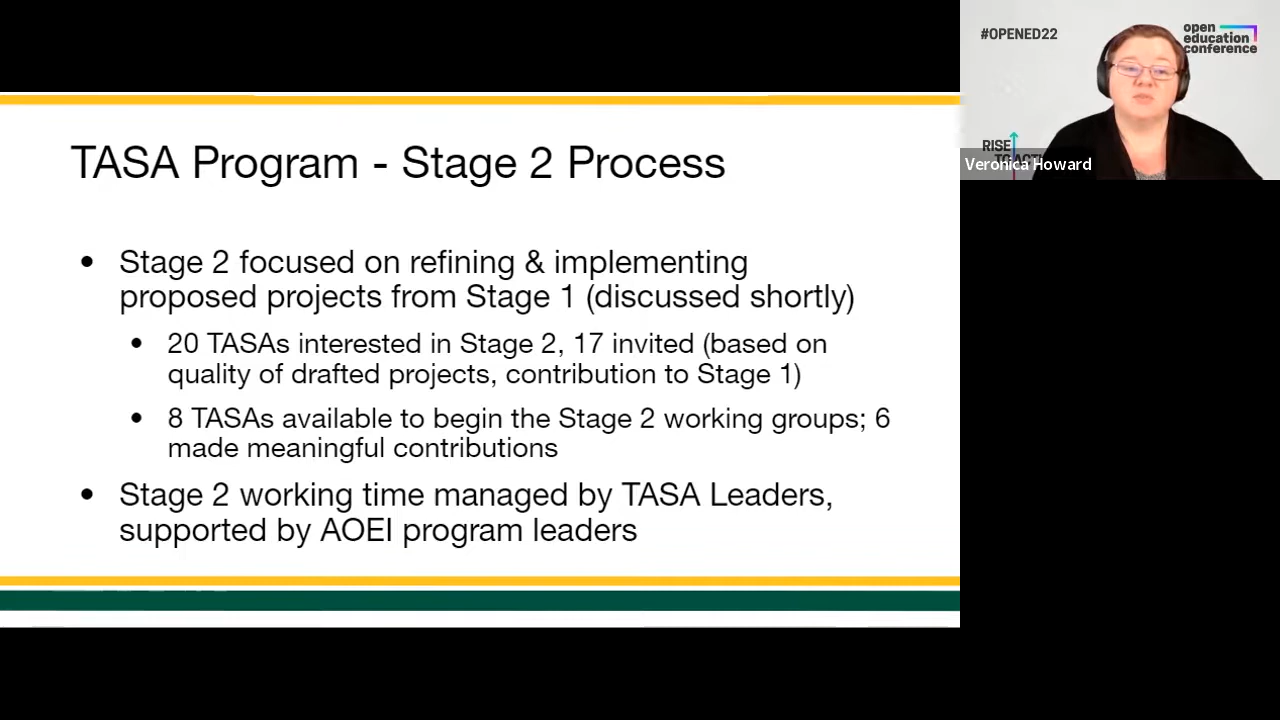 TASA Program - Stage 2 Process
• Stage 2 focused on refining & implementing
proposed projects from Stage 1 (discussed shortly)
• 20 TASAs interested in Stage 2, 17 invited (based on
quality of drafted projects, contribution to Stage 1)
• 8 TASAs available to begin the Stage 2 working groups; 6
made meaningful contributions
• Stage 2 working time managed by TASA Leaders,
supported by AOEI program leaders
#OPENED22
open
education
conference
RISE
Veronica Howard